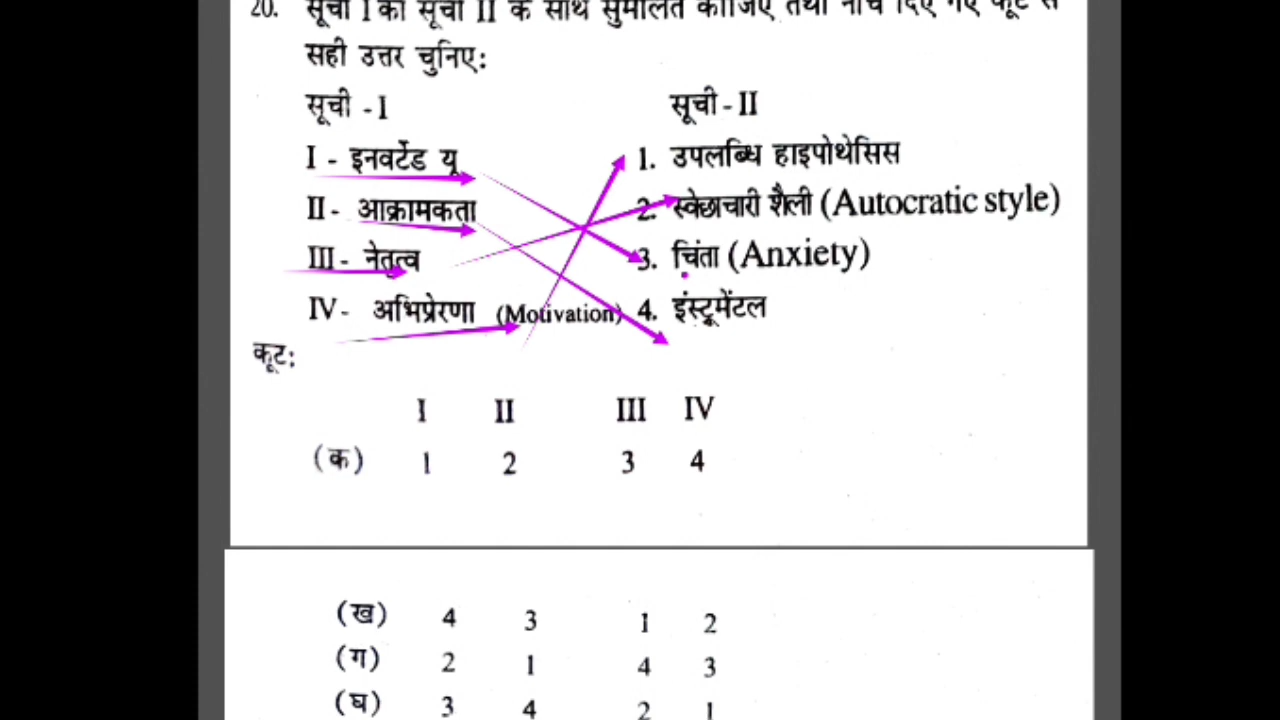 20. सूची I को सूची II के साथ सुमेलित कीजिए तथा नीचे दिए गए कूट से
सही उत्तर चुनिए:
सूची -I सूची-II
I - इनवर्टेड यू 1. उपलब्धि हाइपोथेसिस
II - आक्रामकता 2. स्वेछाचारी शैली (Autocratic style)
III - नेतृत्व 3. चिंता (Anxiety)
IV- अभिप्रेरणा (Motivation) 4. इंस्ट्रूमेंटल
कूट:
I II III IV
(क) 1 2 3 4
(ख) 4 3 1 2
(ग) 2 1 4 3
(घ) 3 4 2 1